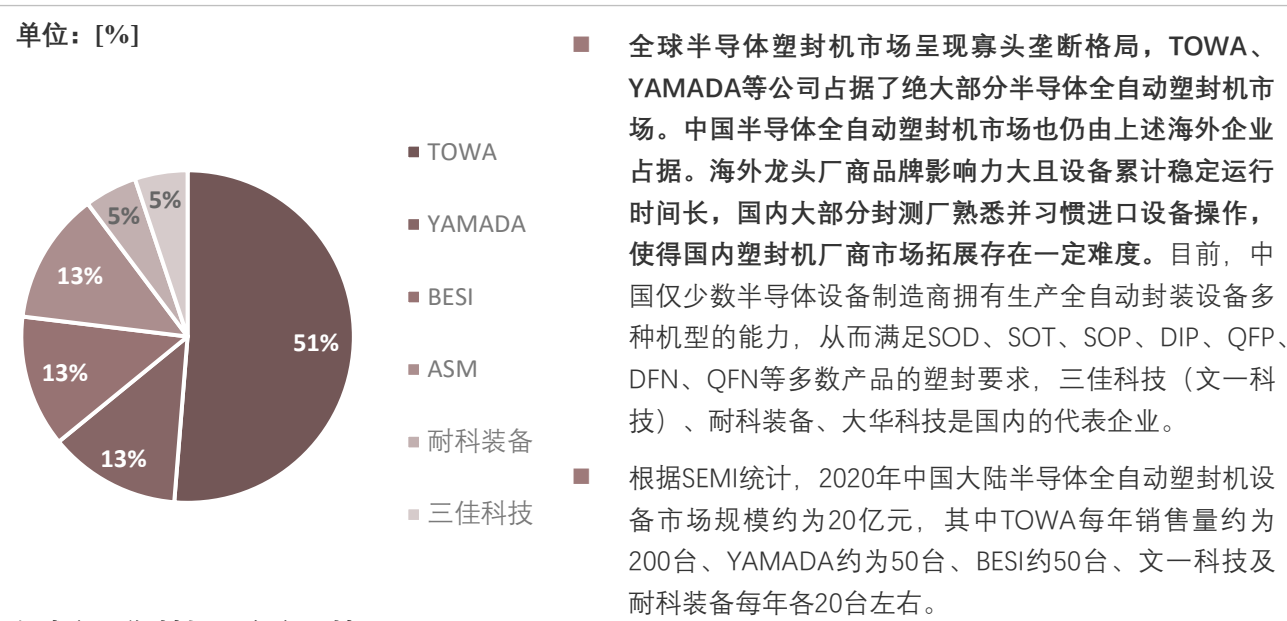 单位：[%]
TOWA
YAMADA
BESI
ASM
耐科装备
三佳科技
51%
13%
13%
13%
5%
5%
全球半导体塑封机市场呈现寡头垄断格局，TOWA、
YAMADA等公司占据了绝大部分半导体全自动塑封机市
场。中国半导体全自动塑封机市场也仍由上述海外企业
占据。海外龙头厂商品牌影响力大且设备累计稳定运行
时间长，国内大部分封测厂熟悉并习惯进口设备操作，
使得国内塑封机厂商市场拓展存在一定难度。目前，中
国仅少数半导体设备制造商拥有生产全自动封装设备多
种机型的能力，从而满足SOD、SOT、SOP、DIP、QFP、
DFN、QFN等多数产品的塑封要求，三佳科技（文一科
技）、耐科装备、大华科技是国内的代表企业。
根据SEMI统计，2020年中国大陆半导体全自动塑封机设
备市场规模约为20亿元，其中TOWA每年销售量约为
200台、YAMADA约为50台、BESI约50台、文一科技及
耐科装备每年各20台左右。